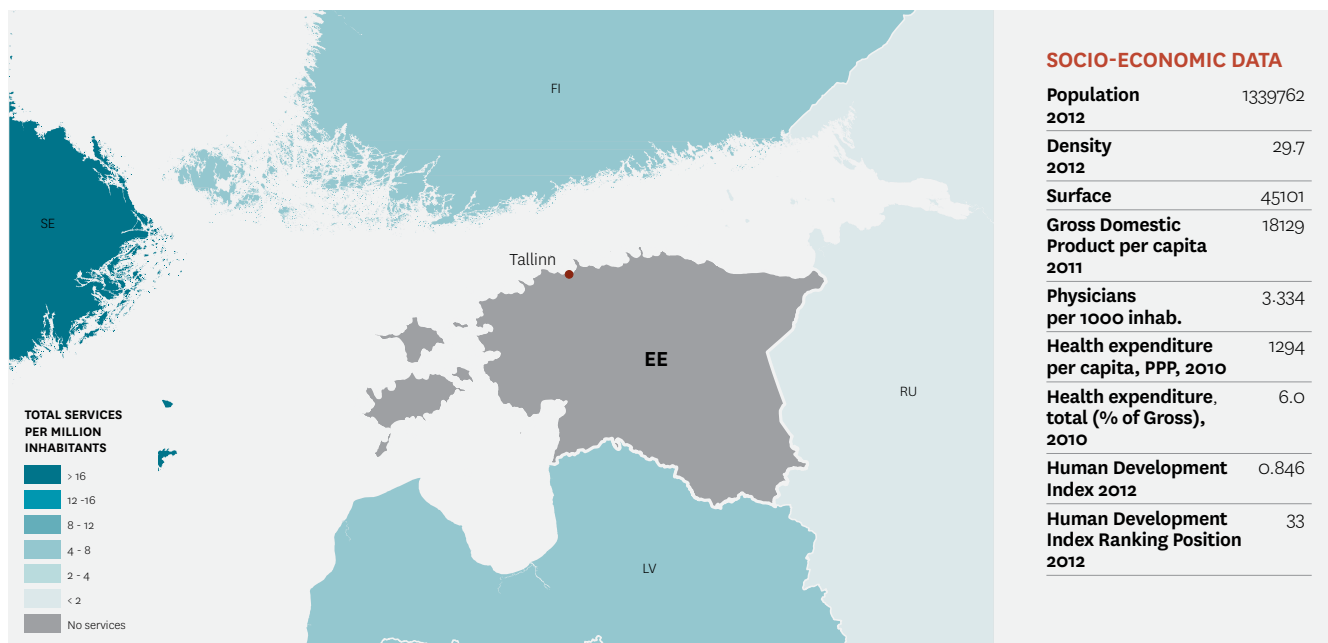 FI
SE
Tallinn
EE
RU
LV
TOTAL SERVICES
PER MILLION
INHABITANTS
> 16
12 -16
8 - 12
4 - 8
2 - 4
< 2
No services
SOCIO-ECONOMIC DATA
Population 1339762
2012
Density 29.7
2012
Surface 45101
Gross Domestic 18129
Product per capita
2011
Physicians 3.334
per 1000 inhab.
Health expenditure 1294
per capita, PPP, 2010
Health expenditure, 6.0
total (% of Gross),
2010
Human Development 0.846
Index 2012
Human Development 33
Index Ranking Position
2012